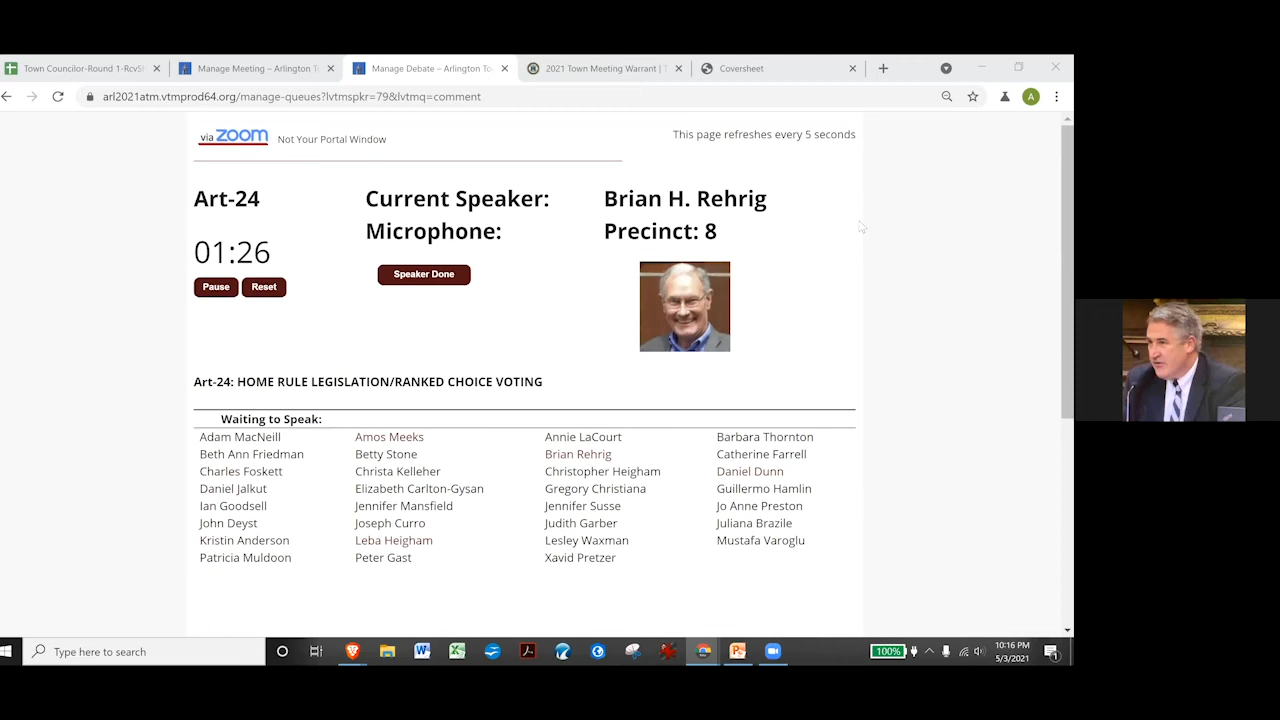 Town Councilor-Round 1-RcvS
Manage Meeting – Arlington T
Manage Debate – Arlington To
2021 Town Meeting Warrant | T
Coversheet
arl2021atm.vtmprod64.org/manage-queues?lvtmspkr=79&lvtmq=comment
A
via zoom
Not Your Portal Window
This page refreshes every 5 seconds
Art-24
Current Speaker:
Brian H. Rehrig
Microphone:
Precinct: 8
01:26
Pause
Reset
Speaker Done
Art-24: HOME RULE LEGISLATION/RANKED CHOICE VOTING
Waiting to Speak:
Adam MacNeill Amos Meeks Annie LaCourt Barbara Thornton
Beth Ann Friedman Betty Stone Brian Rehrig Catherine Farrell
Charles Foskett Christa Kelleher Christopher Heigham Daniel Dunn
Daniel Jalkut Elizabeth Carlton-Gysan Gregory Christiana Guillermo Hamlin
Ian Goodsell Jennifer Mansfield Jennifer Susse Jo Anne Preston
John Deyst Joseph Curro Judith Garber Juliana Brazile
Kristin Anderson Leba Heigham Lesley Waxman Mustafa Varoglu
Patricia Muldoon Peter Gast Xavid Pretzer
Type here to search
100%
10:16 PM
5/3/2021